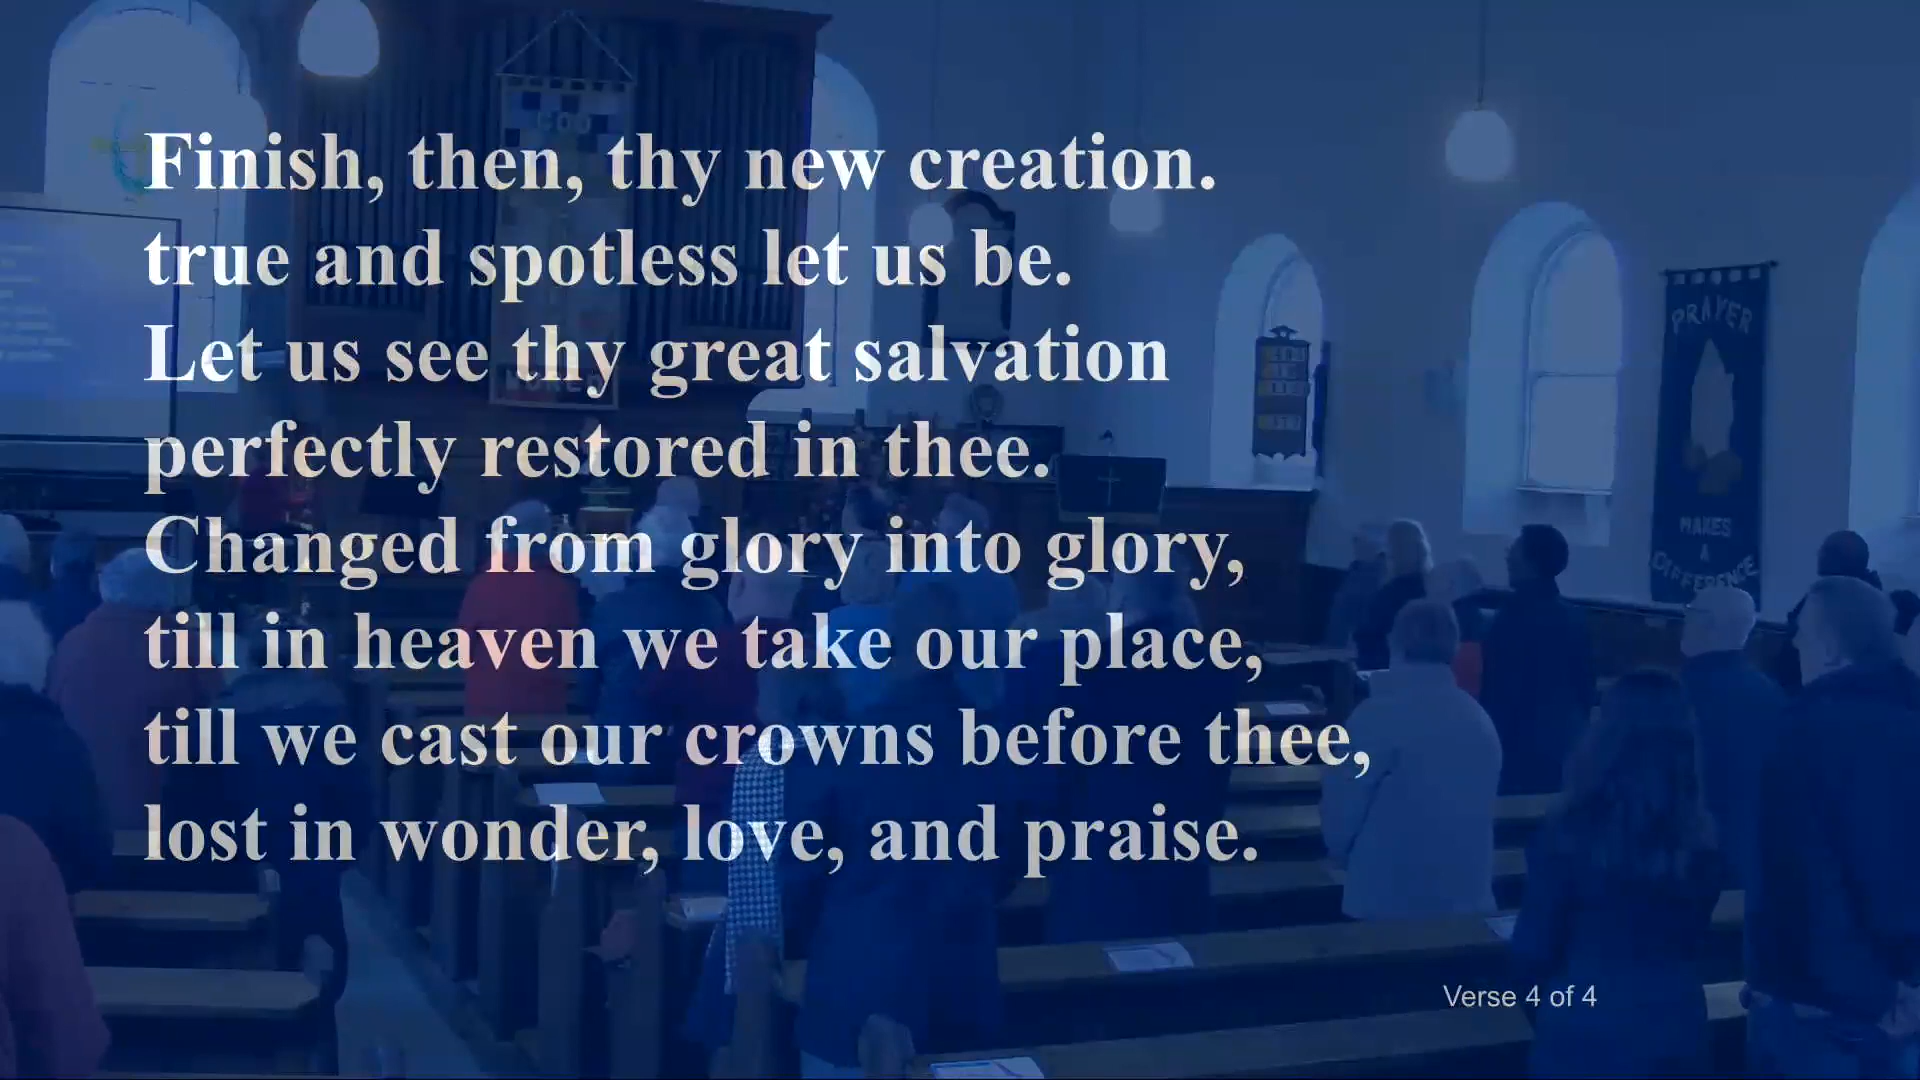 Finish, then, thy new creation.
true and spotless let us be.
Let us see thy great salvation
perfectly restored in thee.
Changed from glory into glory,
till in heaven we take our place,
till we cast our crowns before thee,
lost in wonder, love, and praise.
Verse 4 of 4
GOD
PRAYER
MAKES
A
DIFFERENCE